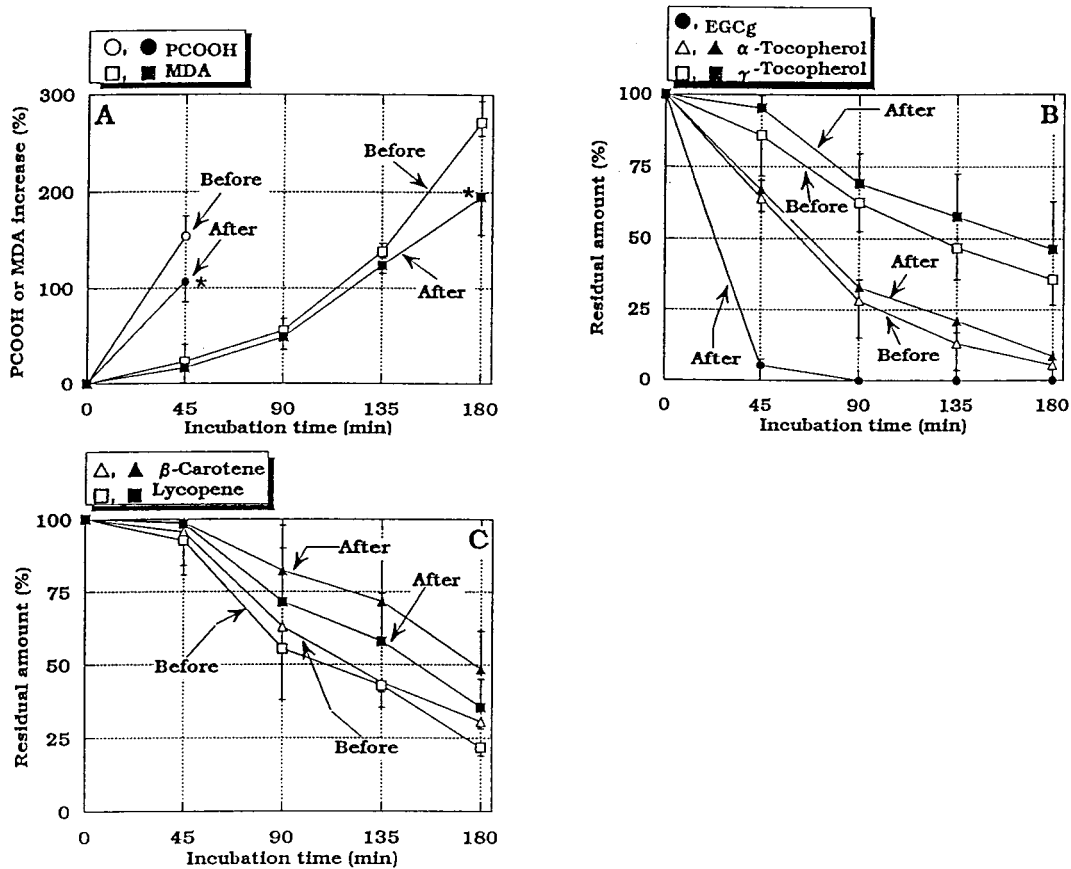 ○, ● PCOOH
□, ■ MDA
A
PCOOH or MDA increase (%)
300
200
100
0
Before
After
*
Before
*
After
0 45 90 135 180
Incubation time (min)
●, EGCg
△, ▲ α-Tocopherol
□, ■ γ-Tocopherol
B
Residual amount (%)
100
75
50
25
0
After
Before
After
After
Before
0 45 90 135 180
Incubation time (min)
△, ▲ β-Carotene
□, ■ Lycopene
C
Residual amount (%)
100
75
50
25
0
After
After
Before
Before
0 45 90 135 180
Incubation time (min)